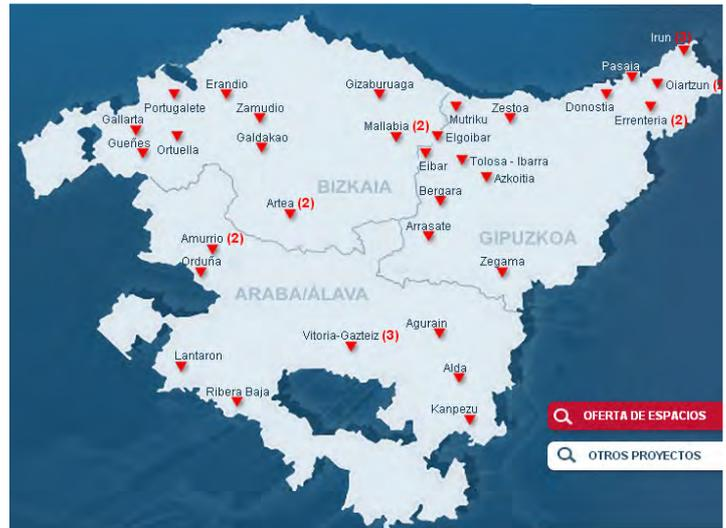 Irun (3)
Pasaia
Oiartzun
Erandio
Gizaburuaga
Portugalete
Zamudio
Mutriku
Zestoa
Donostia
Errenteria (2)
Gallarta
Mallabia (2)
Elgoibar
Gueñes
Ortuella
Galdakao
Eibar
Tolosa - Ibarra
Azkoitia
BIZKAIA
Bergara
Artea (2)
Arrasate
GIPUZKOA
Amurrio (2)
Orduña
Zegama
ARABA/ÁLAVA
Agurain
Vitoria-Gazteiz (3)
Lantaron
Alda
Ribera Baja
Kanpezu
OFERTA DE ESPACIOS
OTROS PROYECTOS